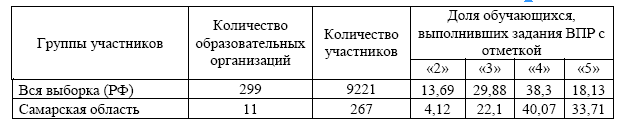 Группы участников
Количество
образовательных
организаций
Количество
участников
Доля обучающихся,
выполнивших задания ВПР с
отметкой
«2» «3» «4» «5»
Вся выборка (РФ) 299 9221 13,69 29,88 38,3 18,13
Самарская область 11 267 4,12 22,1 40,07 33,71